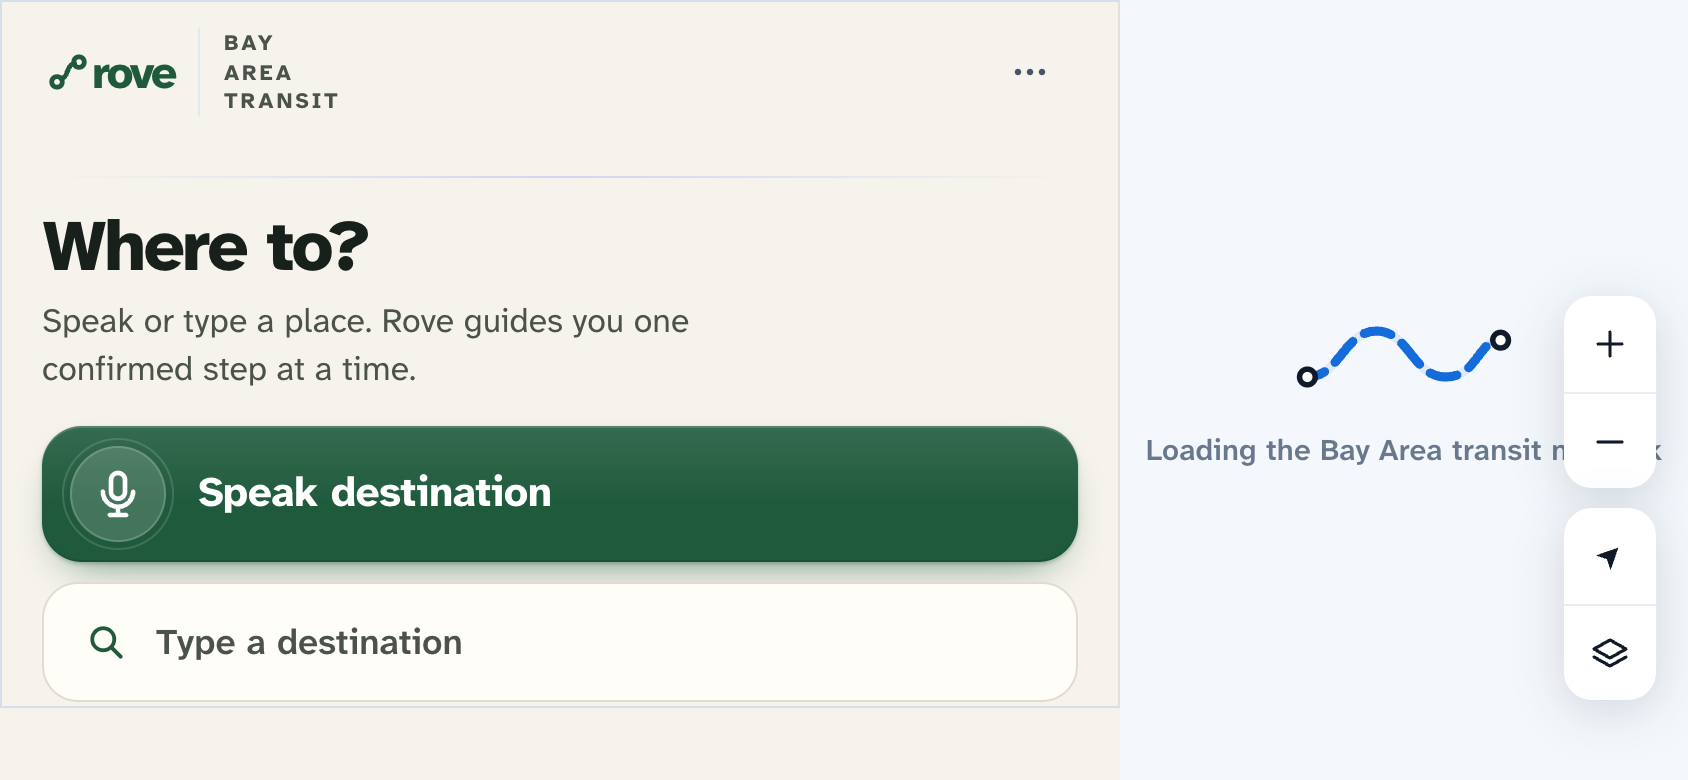 rove
BAY
AREA
TRANSIT
Where to?
Speak or type a place. Rove guides you one
confirmed step at a time.
Speak destination
Type a destination
Loading the Bay Area transit